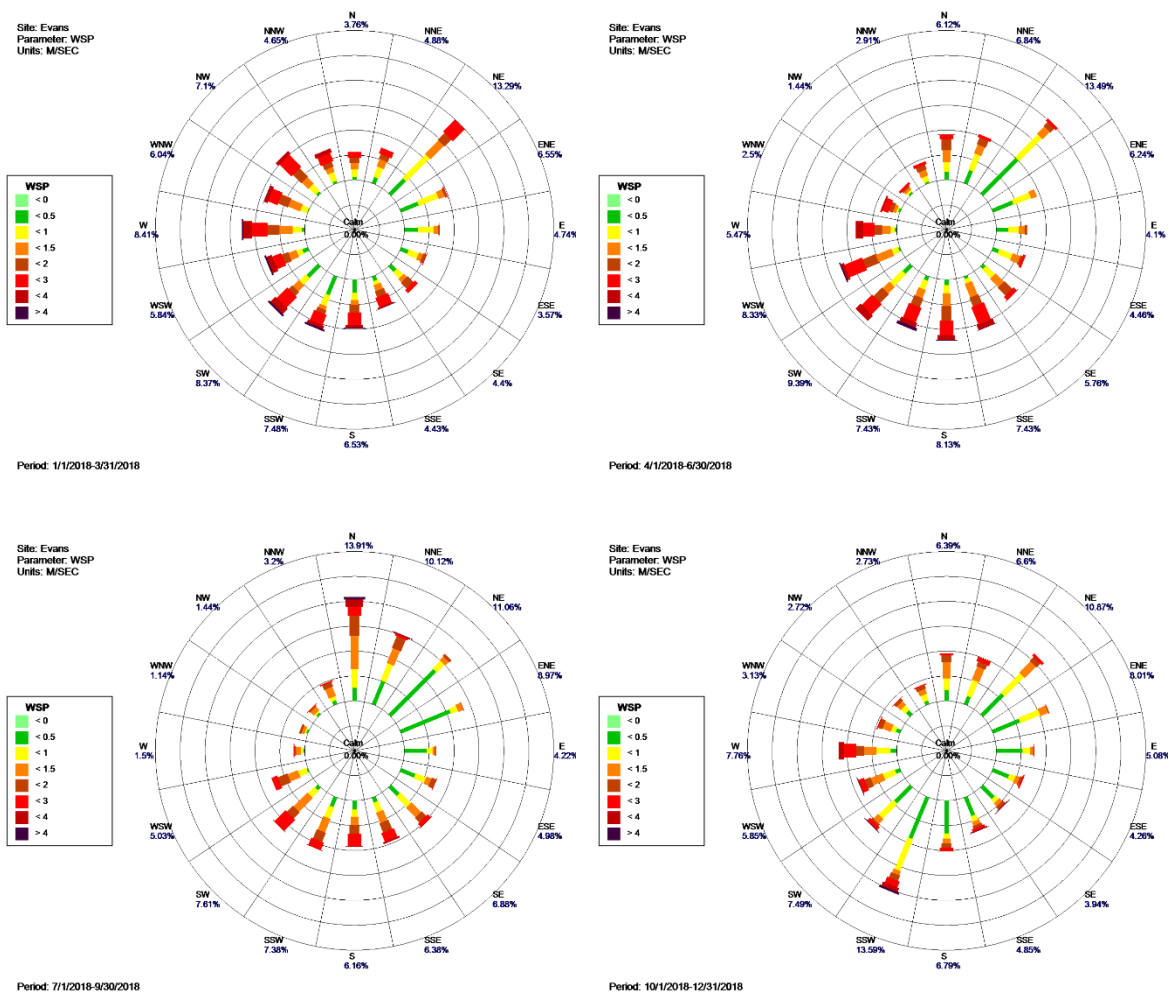 Site: Evans
Parameter: WSP
Units: M/SEC
N
3.76%
NNE
4.88%
NE
13.29%
ENE
6.55%
E
4.74%
ESE
3.57%
SE
4.4%
SSE
4.43%
S
6.53%
SSW
7.48%
SW
8.37%
WSW
5.84%
W
8.41%
WNW
6.04%
NW
7.1%
NNW
4.65%
Calm
0.00%
WSP
< 0
< 0.5
< 1
< 1.5
< 2
< 3
< 4
> 4
Period: 1/1/2018-3/31/2018
Site: Evans
Parameter: WSP
Units: M/SEC
N
6.12%
NNE
6.84%
NE
13.49%
ENE
6.24%
E
4.1%
ESE
4.46%
SE
5.76%
SSE
7.43%
S
8.13%
SSW
7.43%
SW
9.39%
WSW
8.33%
W
5.47%
WNW
2.5%
NW
1.44%
NNW
2.91%
Calm
0.00%
WSP
< 0
< 0.5
< 1
< 1.5
< 2
< 3
< 4
> 4
Period: 4/1/2018-6/30/2018
Site: Evans
Parameter: WSP
Units: M/SEC
N
13.91%
NNE
10.12%
NE
11.06%
ENE
8.97%
E
4.22%
ESE
4.98%
SE
6.88%
SSE
6.38%
S
6.16%
SSW
7.38%
SW
7.61%
WSW
5.03%
W
1.5%
WNW
1.14%
NW
1.44%
NNW
3.2%
Calm
0.00%
WSP
< 0
< 0.5
< 1
< 1.5
< 2
< 3
< 4
> 4
Period: 7/1/2018-9/30/2018
Site: Evans
Parameter: WSP
Units: M/SEC
N
6.39%
NNE
6.6%
NE
10.87%
ENE
8.01%
E
5.08%
ESE
4.26%
SE
3.94%
SSE
4.85%
S
6.79%
SSW
13.59%
SW
7.49%
WSW
5.85%
W
7.76%
WNW
3.13%
NW
2.72%
NNW
2.73%
Calm
0.00%
WSP
< 0
< 0.5
< 1
< 1.5
< 2
< 3
< 4
> 4
Period: 10/1/2018-12/31/2018